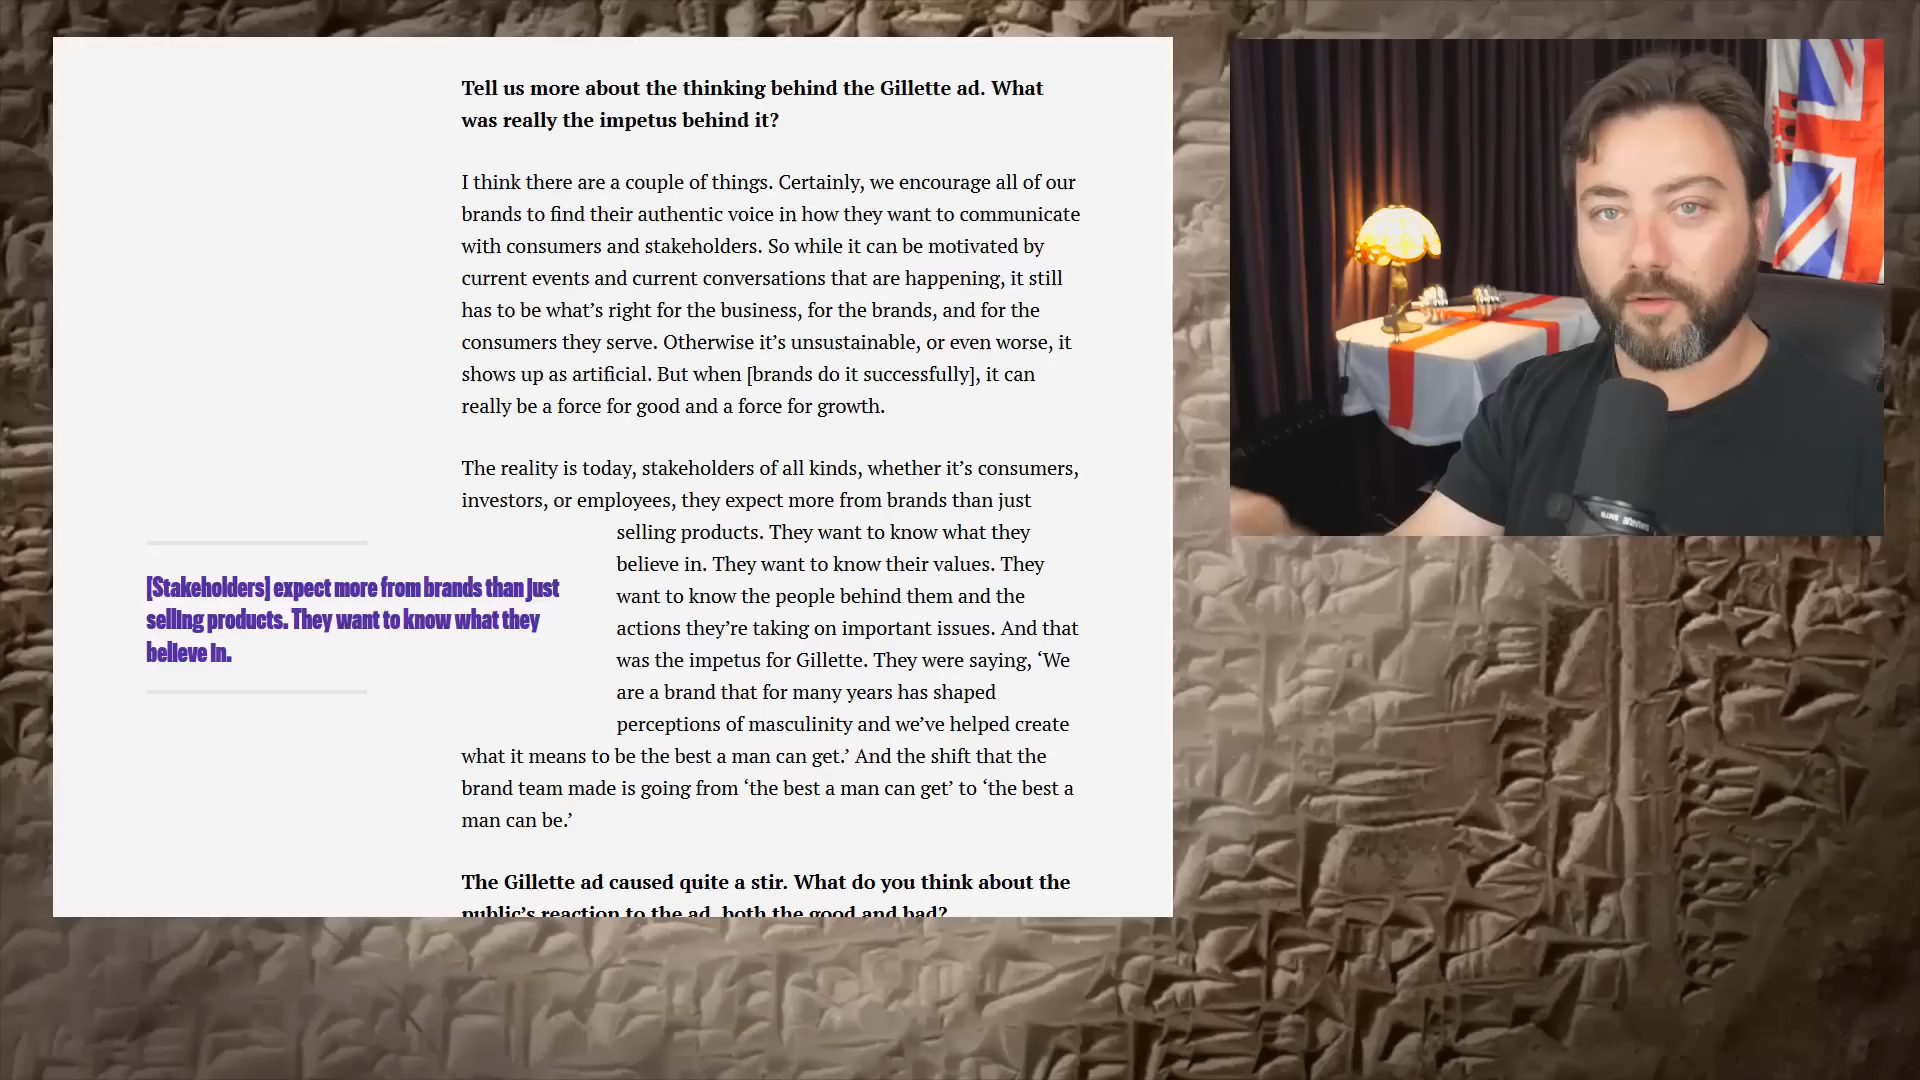 Tell us more about the thinking behind the Gillette ad. What
was really the impetus behind it?
I think there are a couple of things. Certainly, we encourage all of our
brands to find their authentic voice in how they want to communicate
with consumers and stakeholders. So while it can be motivated by
current events and current conversations that are happening, it still
has to be what’s right for the business, for the brands, and for the
consumers they serve. Otherwise it’s unsustainable, or even worse, it
shows up as artificial. But when [brands do it successfully], it can
really be a force for good and a force for growth.
The reality is today, stakeholders of all kinds, whether it’s consumers,
investors, or employees, they expect more from brands than just
selling products. They want to know what they
believe in. They want to know their values. They
want to know the people behind them and the
actions they’re taking on important issues. And that
was the impetus for Gillette. They were saying, ‘We
are a brand that for many years has shaped
perceptions of masculinity and we’ve helped create
what it means to be the best a man can get.’ And the shift that the
brand team made is going from ‘the best a man can get’ to ‘the best a
man can be.’
[Stakeholders] expect more from brands than just
selling products. They want to know what they
believe in.
The Gillette ad caused quite a stir. What do you think about the
public’s reaction to the ad, both the good and bad?